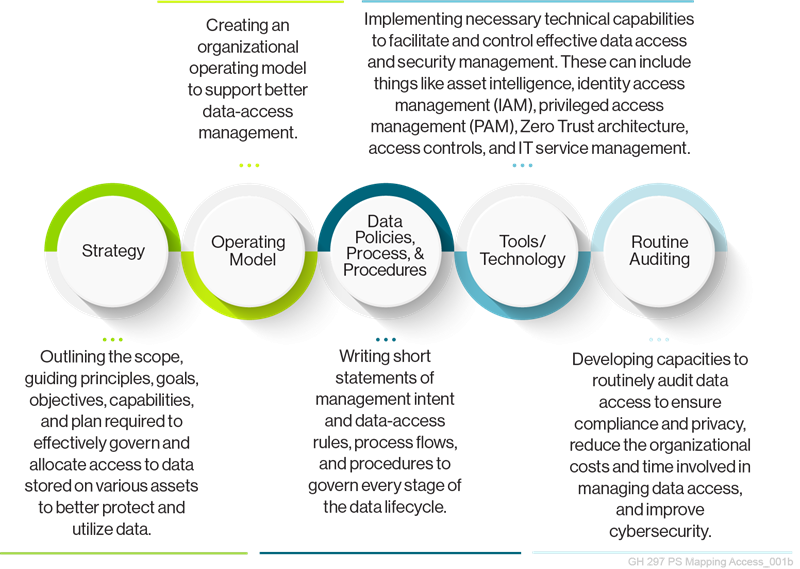 Creating an
organizational
operating model
to support better
data-access
management.
Implementing necessary technical capabilities
to facilitate and control effective data access
and security management. These can include
things like asset intelligence, identity access
management (IAM), privileged access
management (PAM), Zero Trust architecture,
access controls, and IT service management.
Strategy
Operating
Model
Data
Policies,
Process, &
Procedures
Tools/
Technology
Routine
Auditing
Outlining the scope,
guiding principles, goals,
objectives, capabilities,
and plan required to
effectively govern and
allocate access to data
stored on various assets
to better protect and
utilize data.
Writing short
statements of
management intent
and data-access
rules, process flows,
and procedures to
govern every stage of
the data lifecycle.
Developing capacities to
routinely audit data
access to ensure
compliance and privacy,
reduce the organizational
costs and time involved in
managing data access,
and improve
cybersecurity.
GH 297 PS Mapping Access_001b